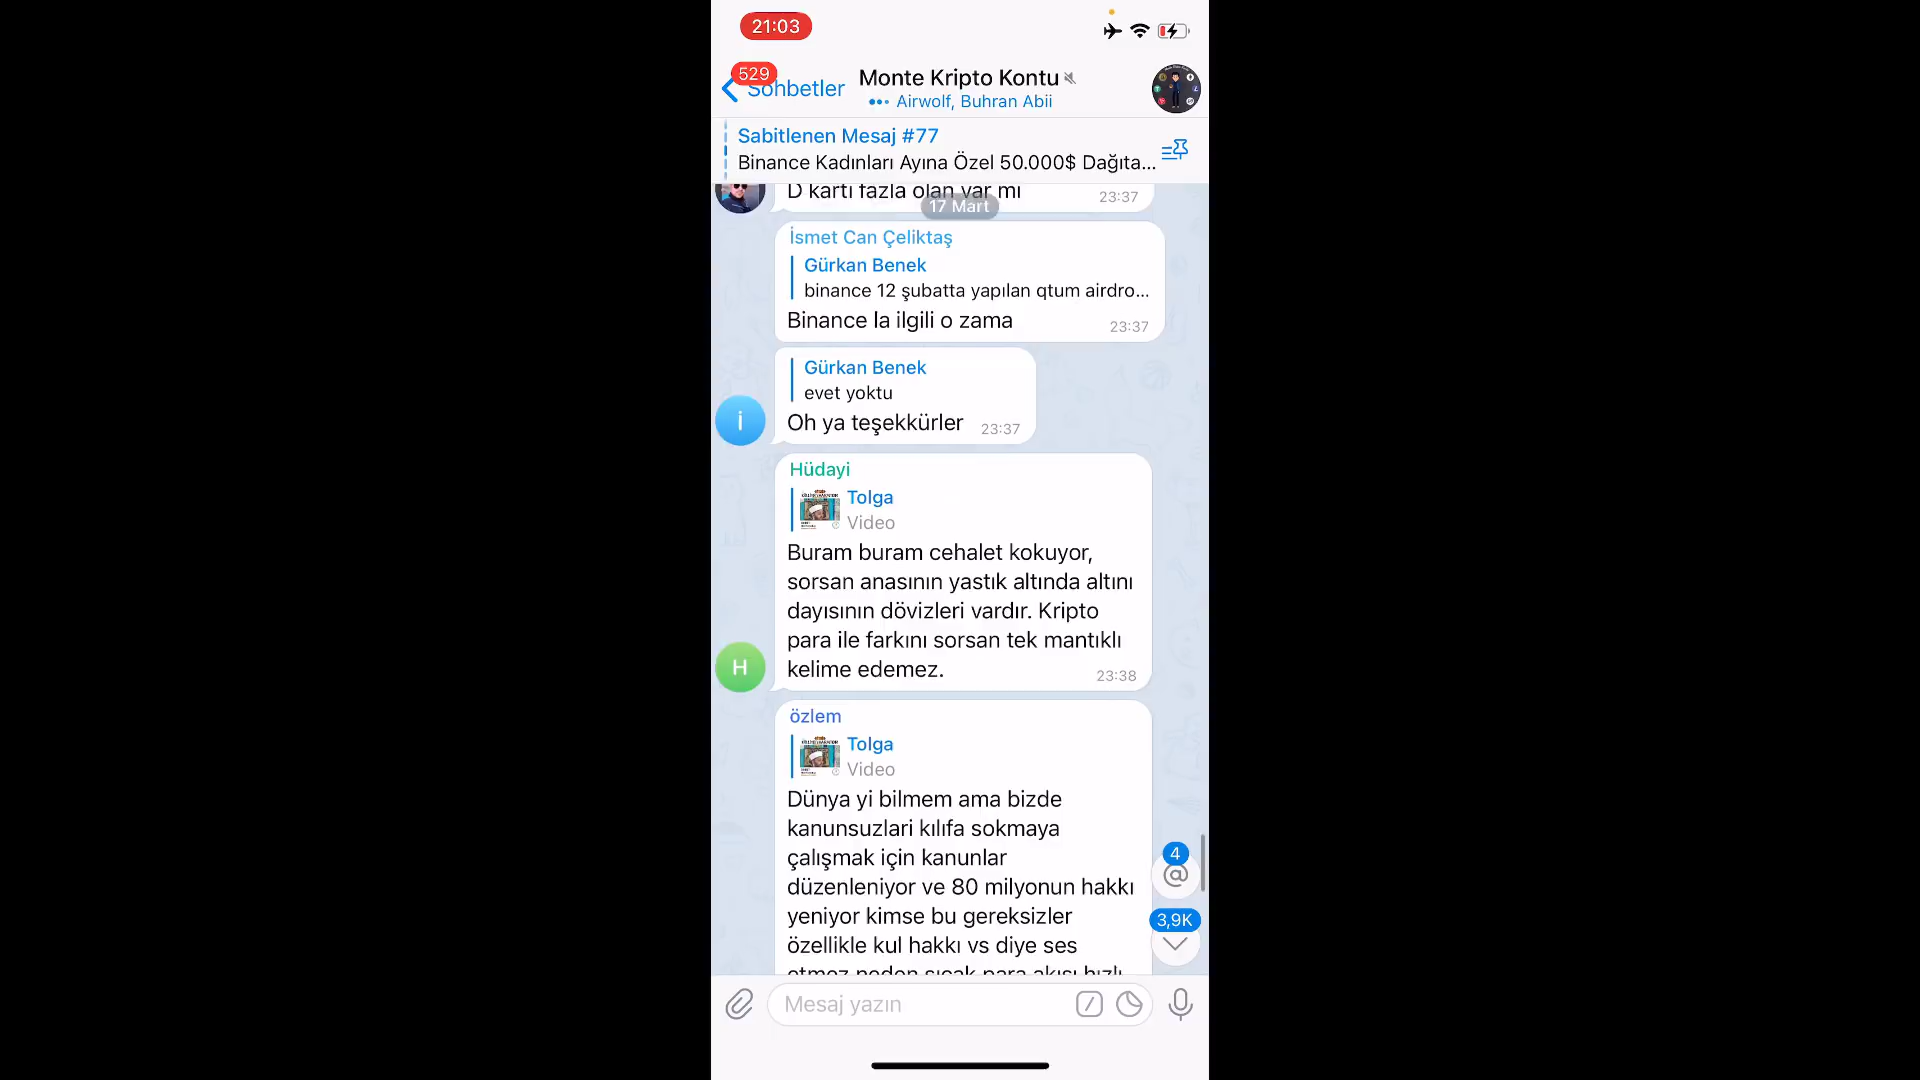 21:03
529
Sohbetler
Monte Kripto Kontu
Airwolf, Buhran Abii
Sabitlenen Mesaj #77
Binance Kadınları Ayına Özel 50.000$ Dağıta...
D kartı fazla olan var mı
23:37
17 Mart
İsmet Can Çeliktaş
Gürkan Benek
binance 12 şubatta yapılan qtum airdro...
Binance la ilgili o zama
23:37
Gürkan Benek
evet yoktu
Oh ya teşekkürler
23:37
İ
Hüdayi
Tolga
Video
Buram buram cehalet kokuyor,
sorsan anasının yastık altında altını
dayısının dövizleri vardır. Kripto
para ile farkını sorsan tek mantıklı
kelime edemez.
23:38
H
özlem
Tolga
Video
Dünya yi bilmem ama bizde
kanunsuzlari kılıfa sokmaya
çalışmak için kanunlar
düzenleniyor ve 80 milyonun hakkı
yeniyor kimse bu gereksizler
özellikle kul hakkı vs diye ses
etmez neden sıcak para akışı hızlı
4
@
3,9K
Mesaj yazın